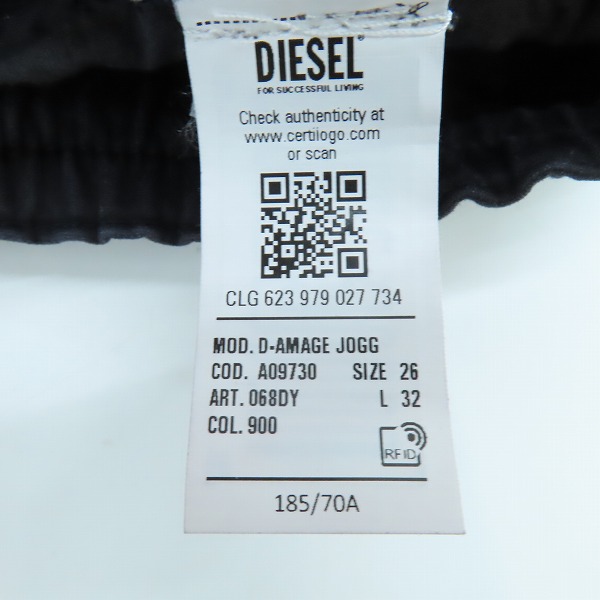 DIESEL
FOR SUCCESSFUL LIVING
Check authenticity at
www.certilogo.com
or scan
CLG 623 979 027 734
MOD. D-AMAGE JOGG
COD. A09730 SIZE 26
ART. 068DY L 32
COL. 900
RFID
185/70A